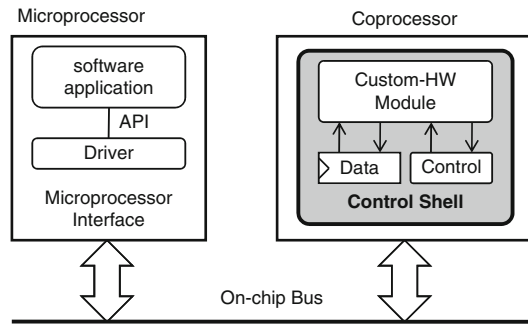 Microprocessor
software
application
API
Driver
Microprocessor
Interface
Coprocessor
Custom-HW
Module
Data
Control
Control Shell
On-chip Bus